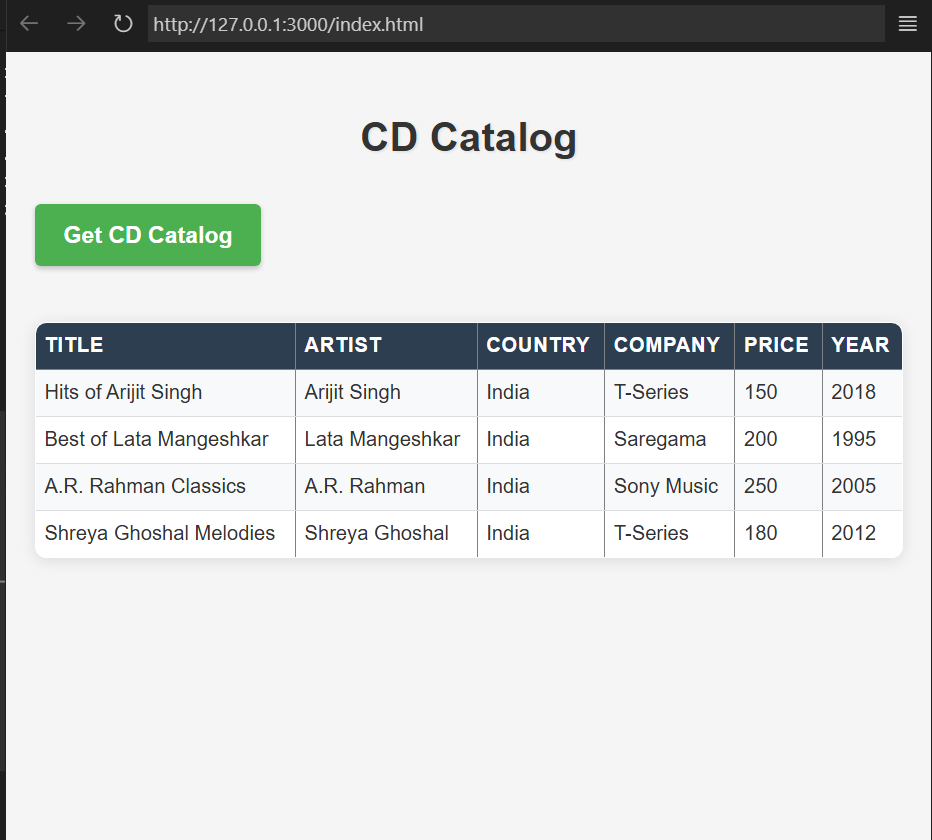 http://127.0.0.1:3000/index.html
CD Catalog
Get CD Catalog
TITLE ARTIST COUNTRY COMPANY PRICE YEAR
Hits of Arijit Singh Arijit Singh India T-Series 150 2018
Best of Lata Mangeshkar Lata Mangeshkar India Saregama 200 1995
A.R. Rahman Classics A.R. Rahman India Sony Music 250 2005
Shreya Ghoshal Melodies Shreya Ghoshal India T-Series 180 2012